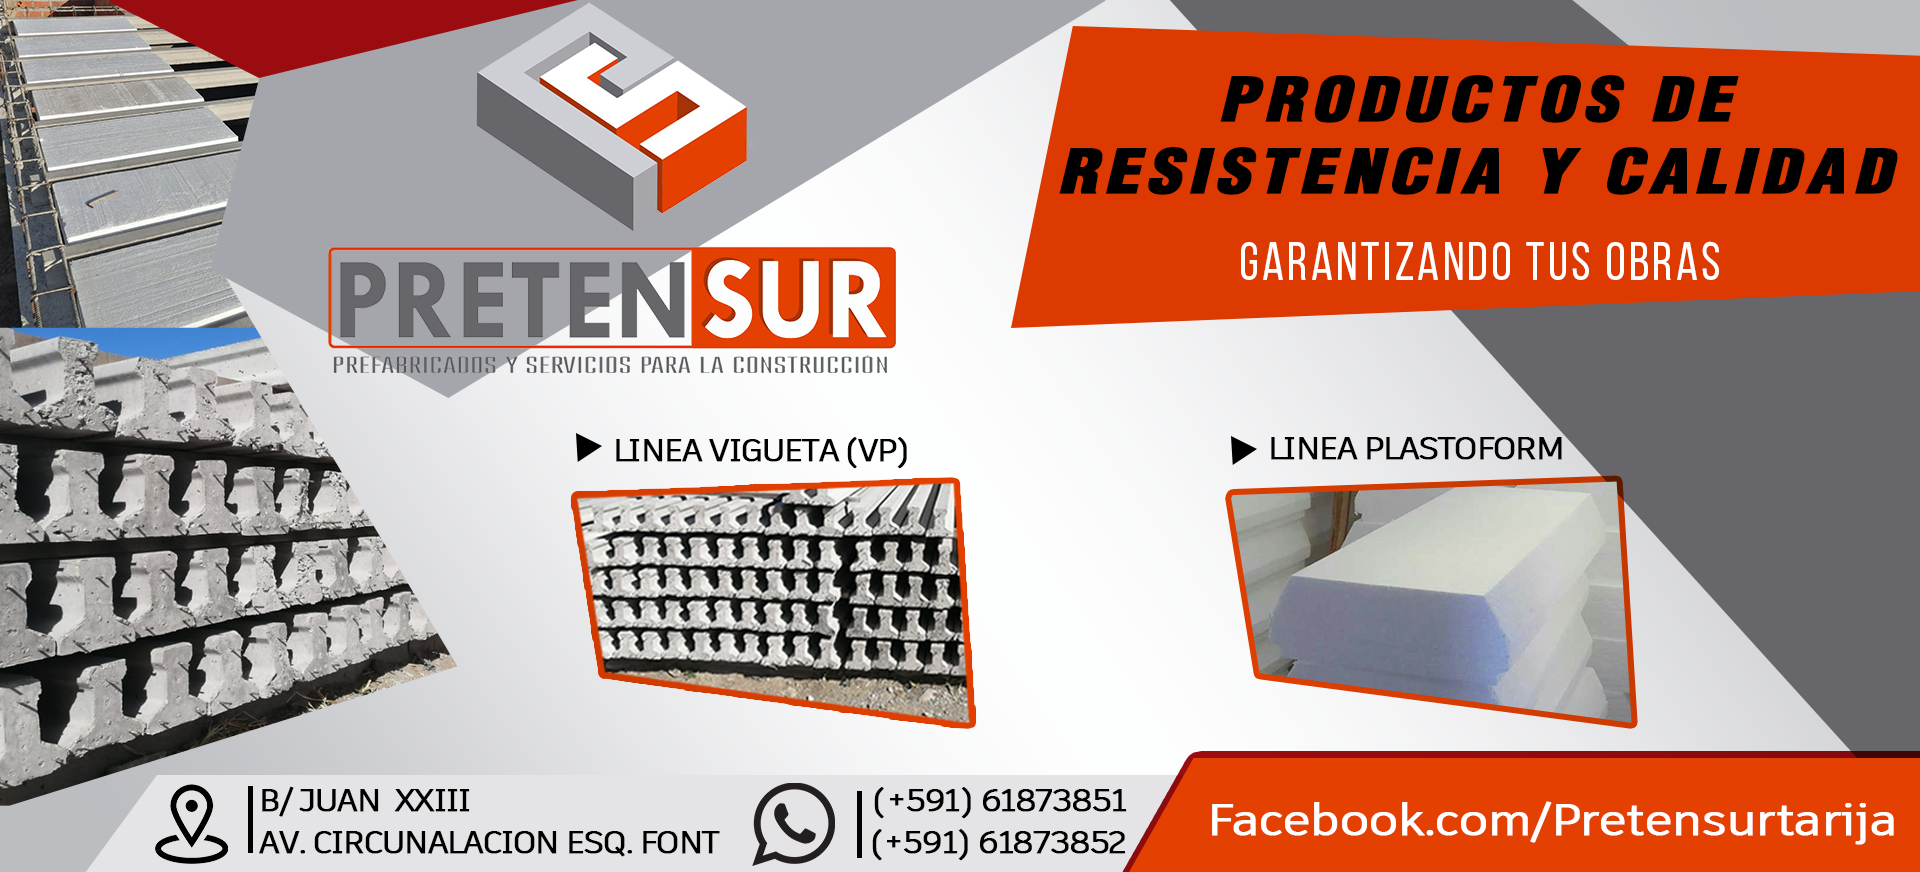 PRODUCTOS DE
RESISTENCIA Y CALIDAD
GARANTIZANDO TUS OBRAS
PRETENSUR
PREFABRICADOS Y SERVICIOS PARA LA CONSTRUCCIÓN
LINEA VIGUETA (VP)
LINEA PLASTOFORM
B/ JUAN XXIII
AV. CIRCUNALACION ESQ. FONT
(+591) 61873851
(+591) 61873852
Facebook.com/Pretensurtarija